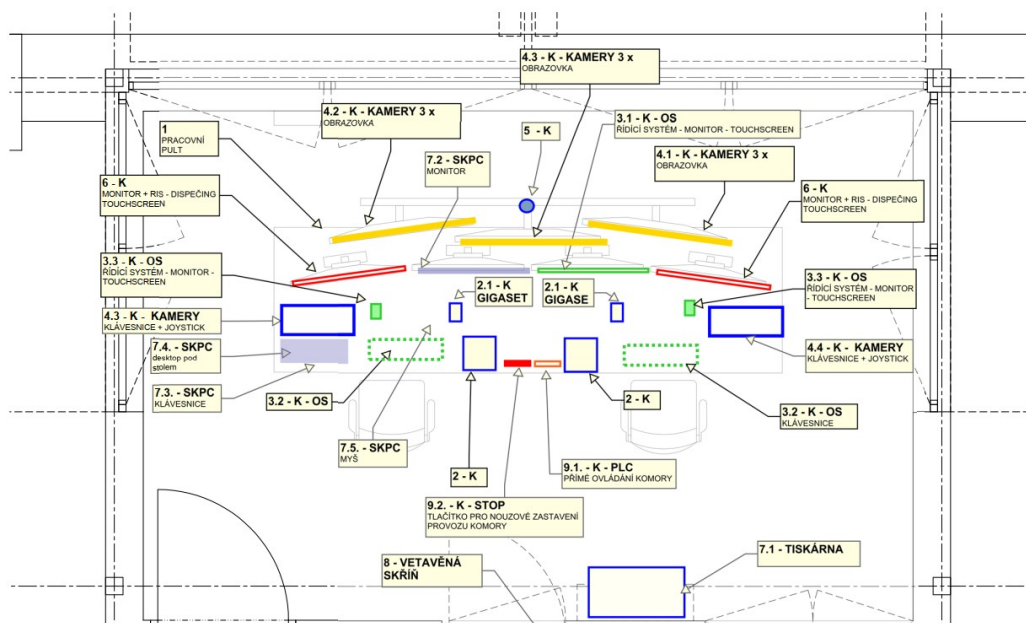 4.3 - K - KAMERY 3 x
OBRAZOVKA
4.2 - K - KAMERY 3 x
OBRAZOVKA
3.1 - K - OS
ŘÍDÍCÍ SYSTÉM - MONITOR - TOUCHSCREEN
1
PRACOVNÍ
PULT
5 - K
7.2 - SKPC
MONITOR
4.1 - K - KAMERY 3 x
OBRAZOVKA
6 - K
MONITOR + RIS - DISPEČING
TOUCHSCREEN
6 - K
MONITOR + RIS - DISPEČING
TOUCHSCREEN
3.3 - K - OS
ŘÍDÍCÍ SYSTÉM - MONITOR -
TOUCHSCREEN
2.1 - K
GIGASET
2.1 - K
GIGASE
3.3 - K - OS
ŘÍDÍCÍ SYSTÉM - MONITOR
- TOUCHSCREEN
4.3 - K - KAMERY
KLÁVESNICE + JOYSTICK
7.4. - SKPC
desktop pod
stolem
4.4 - K - KAMERY
KLÁVESNICE + JOYSTICK
7.3. - SKPC
KLÁVESNICE
3.2 - K - OS
2 - K
3.2 - K - OS
KLÁVESNICE
7.5. - SKPC
MYŠ
2 - K
9.1. - K - PLC
PŘÍMÉ OVLÁDÁNÍ KOMORY
9.2. - K - STOP
TLAČÍTKO PRO NOUZOVÉ ZASTAVENÍ
PROVOZU KOMORY
8 - VETAVĚNÁ
SKŘÍŇ
7.1 - TISKÁRNA